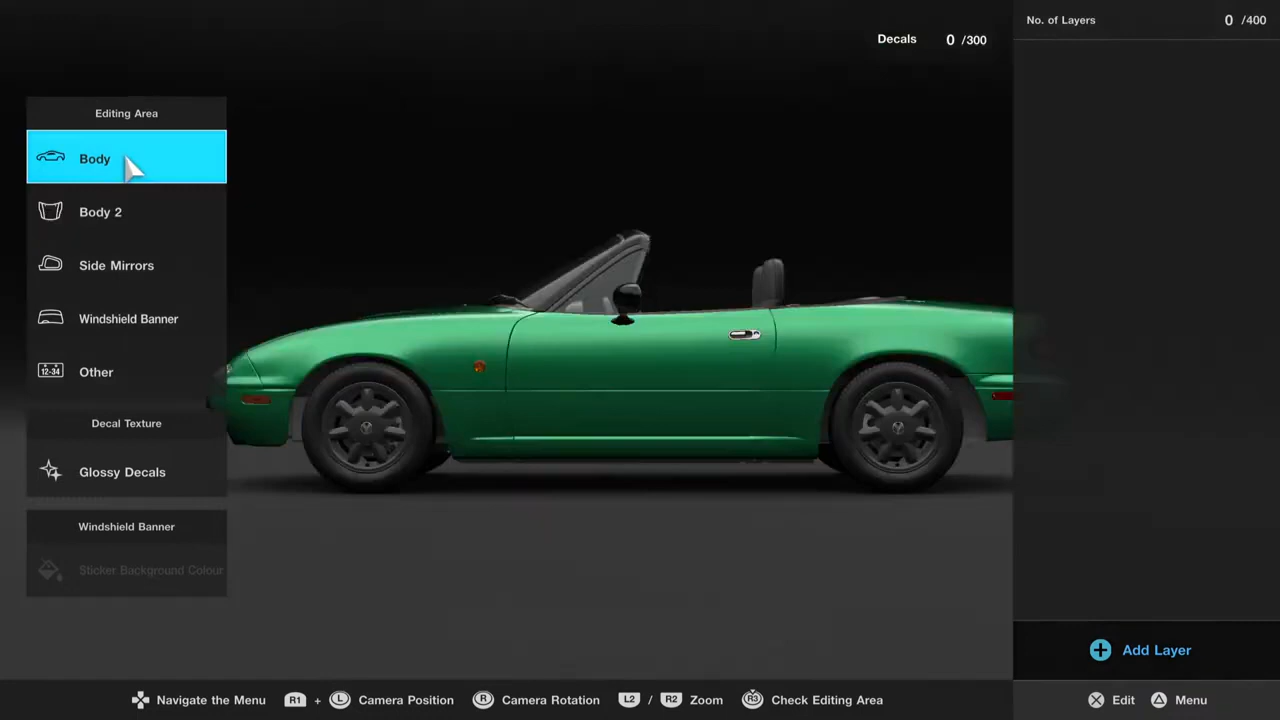 No. of Layers 0 /400
Decals 0 /300
Editing Area
Body
Body 2
Side Mirrors
Windshield Banner
12-34 Other
Decal Texture
Glossy Decals
Windshield Banner
Sticker Background Colour
Add Layer
Navigate the Menu R1 + L Camera Position R Camera Rotation L2 / R2 Zoom R3 Check Editing Area Edit Menu